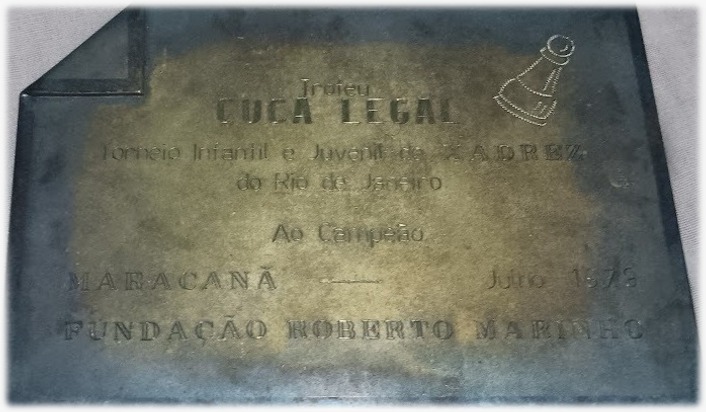 Troféu
CUCA LEGAL
Torneio Infantil e Juvenil de XADREZ
do Rio de Janeiro
Ao Campeão
MARACANÃ — Julho 1979
FUNDAÇÃO ROBERTO MARINHO